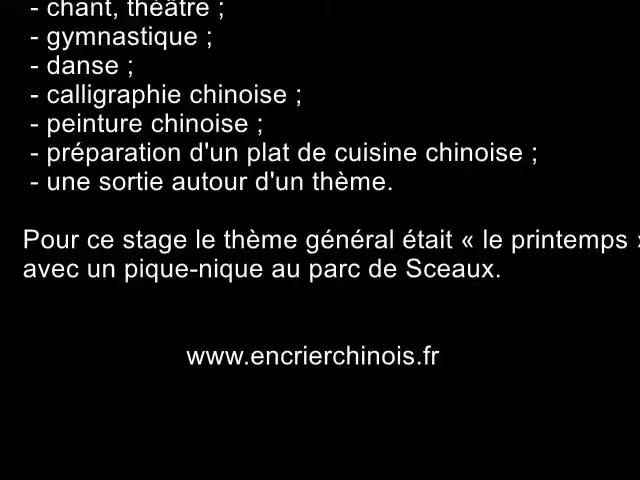 - chant, théâtre ;
- gymnastique ;
- danse ;
- calligraphie chinoise ;
- peinture chinoise ;
- préparation d'un plat de cuisine chinoise ;
- une sortie autour d'un thème.
Pour ce stage le thème général était « le printemps »
avec un pique-nique au parc de Sceaux.
www.encrierchinois.fr